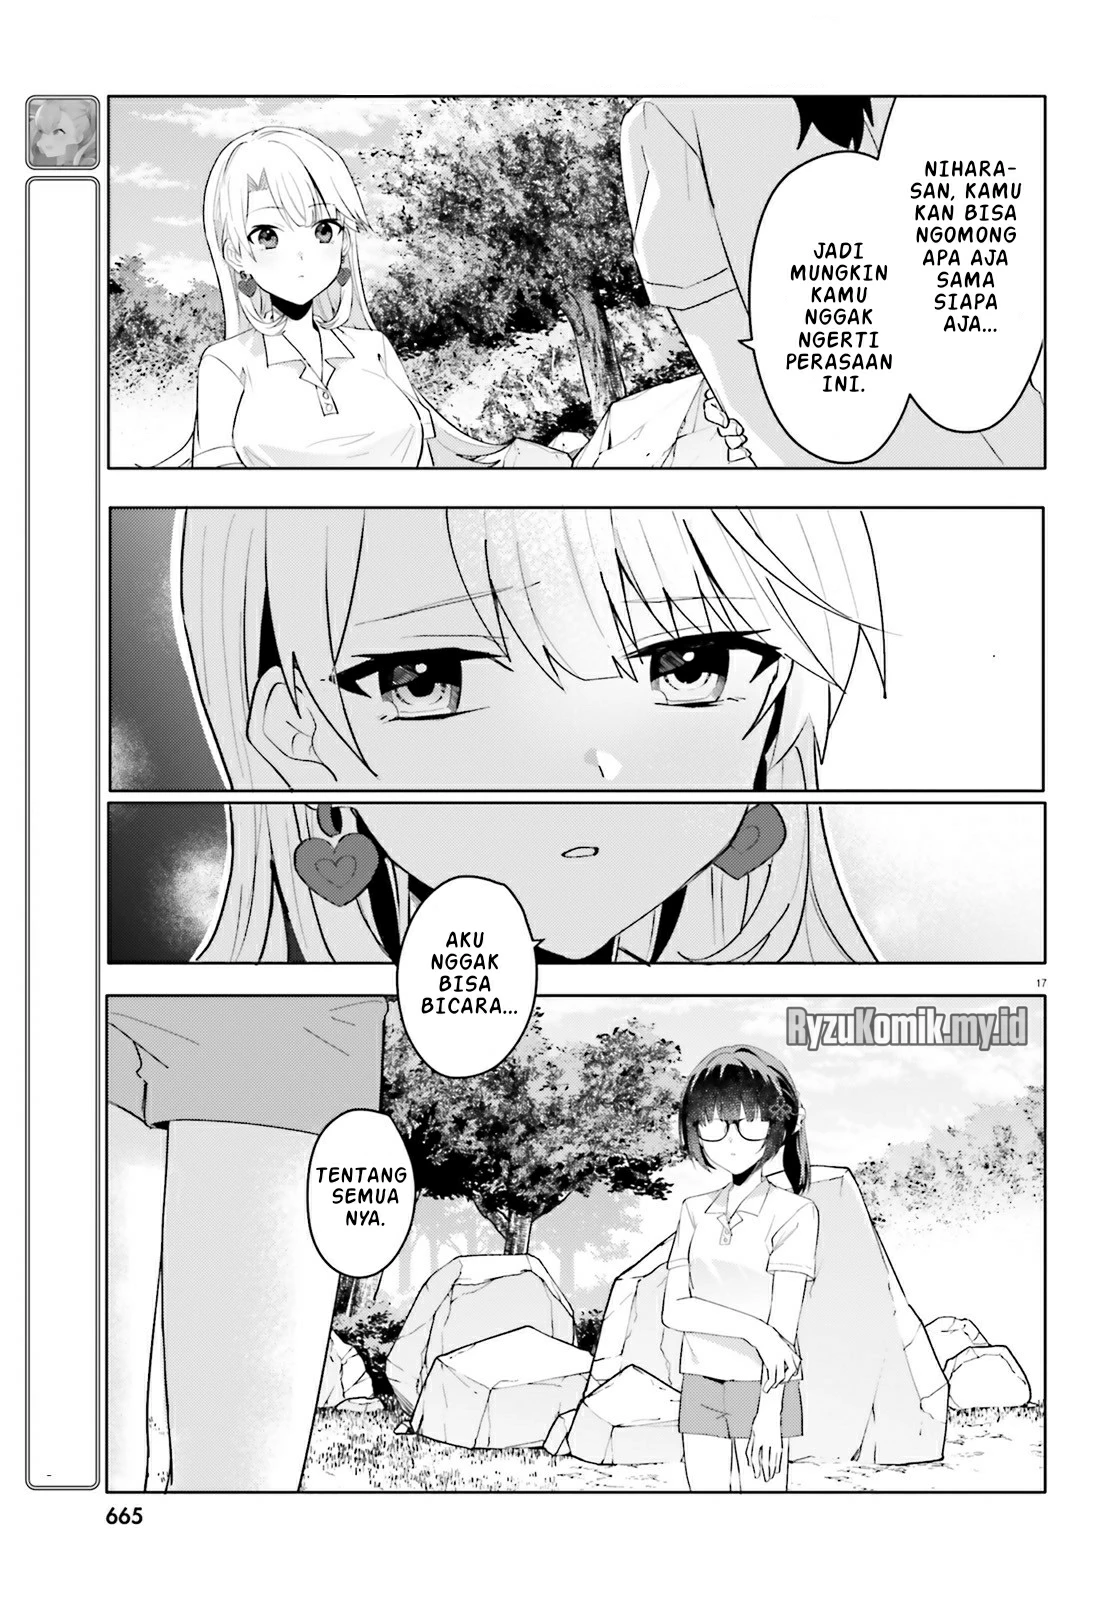 NIHARA-
SAN, KAMU
KAN BISA
NGOMONG
APA AJA
SAMA
SIAPA
AJA...
JADI
MUNGKIN
KAMU
NGGAK
NGERTI
PERASAAN
INI.
AKU
NGGAK
BISA
BICARA...
17
RyzuKomik.my.id
TENTANG
SEMUA
NYA.
665